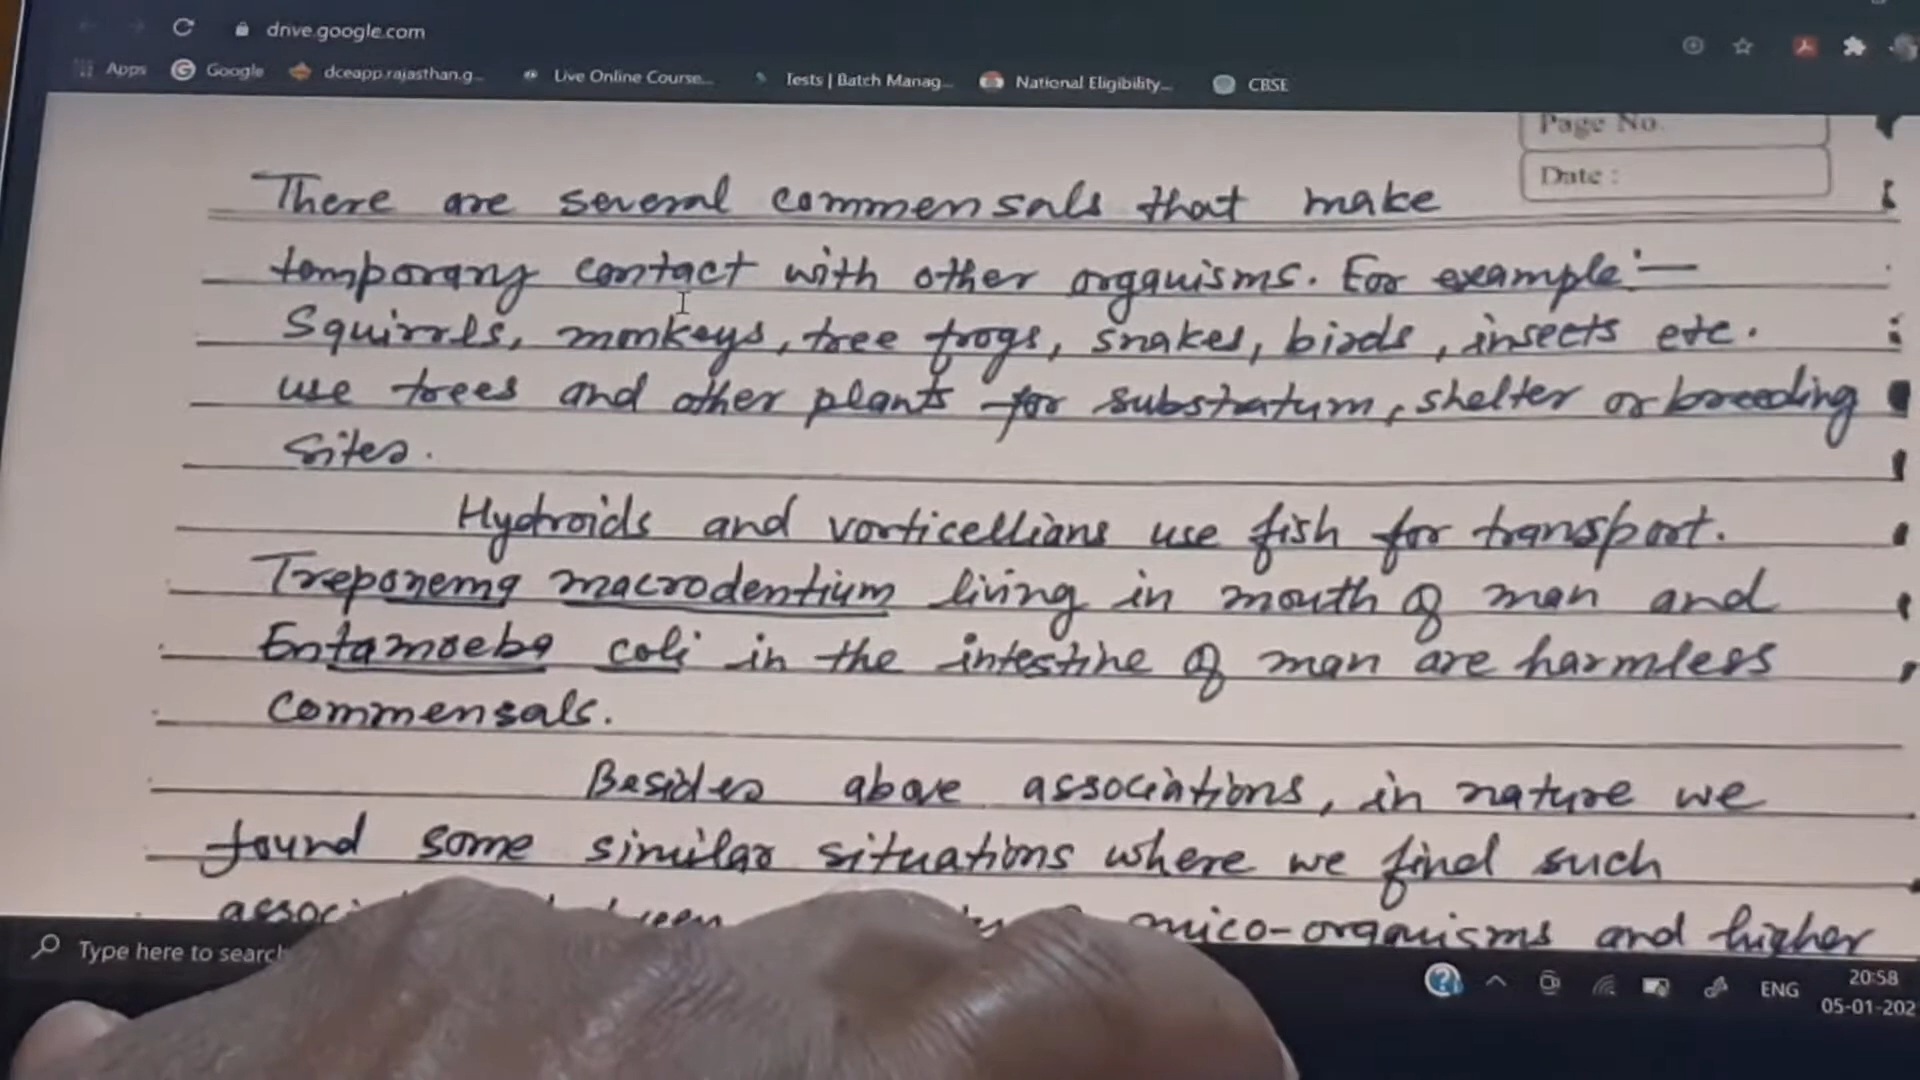 drive.google.com
Apps Google dceapp.rajasthan.g... Live Online Course... Tests | Batch Manag... National Eligibility... CBSE
Page No.
Date :
There are several commensals that make
temporary contact with other organisms. For example :—
Squirrls, monkeys, tree frogs, snakes, birds, insects etc.
use trees and other plants for substratum, shelter or breeding
sites.
Hydroids and vorticellians use fish for transport.
Treponema macrodentium living in mouth of man and
Entamoeba coli in the intestine of man are harmless
commensals.
Besides above associations, in nature we
found some similar situations where we find such
mico-organisms and higher
Type here to search
ENG
20:58
05-01-202